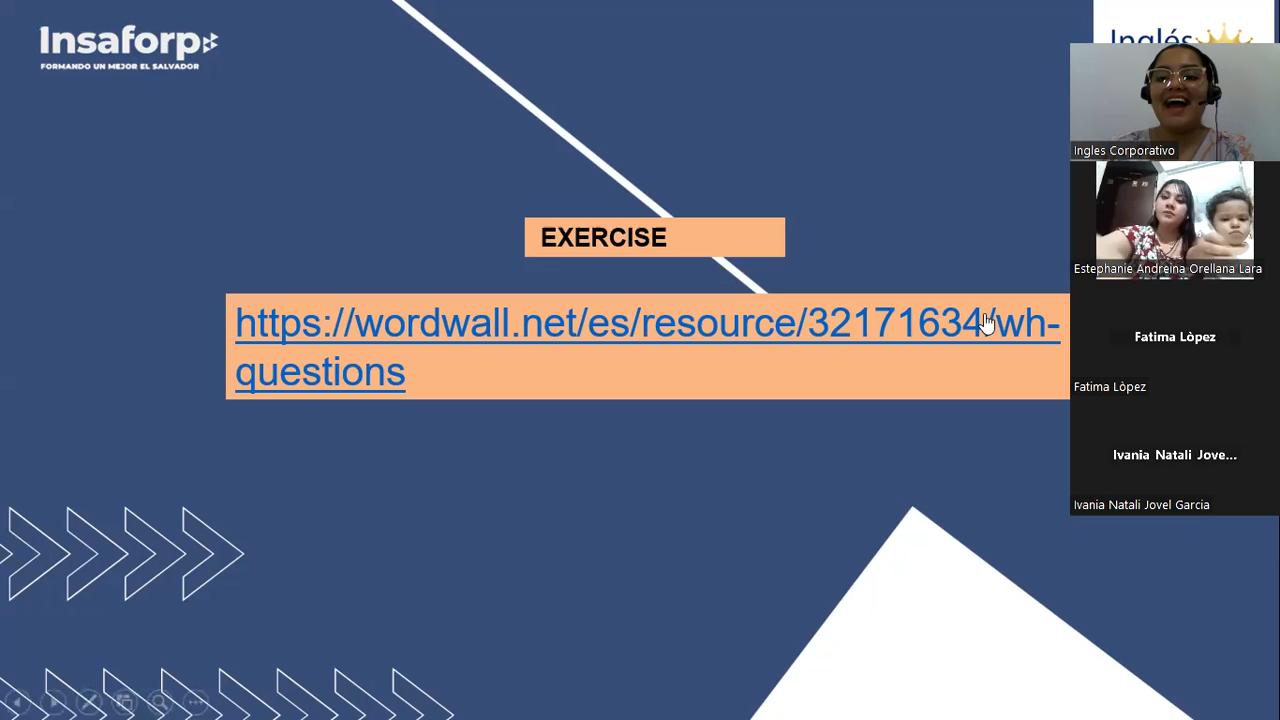 Insaforp
FORMANDO UN MEJOR EL SALVADOR
Inglés
EXERCISE
https://wordwall.net/es/resource/32171634/wh-
questions
Ingles Corporativo
Estephanie Andreina Orellana Lara
Fatima Lòpez
Fatima Lòpez
Ivania Natali Jove...
Ivania Natali Jovel Garcia